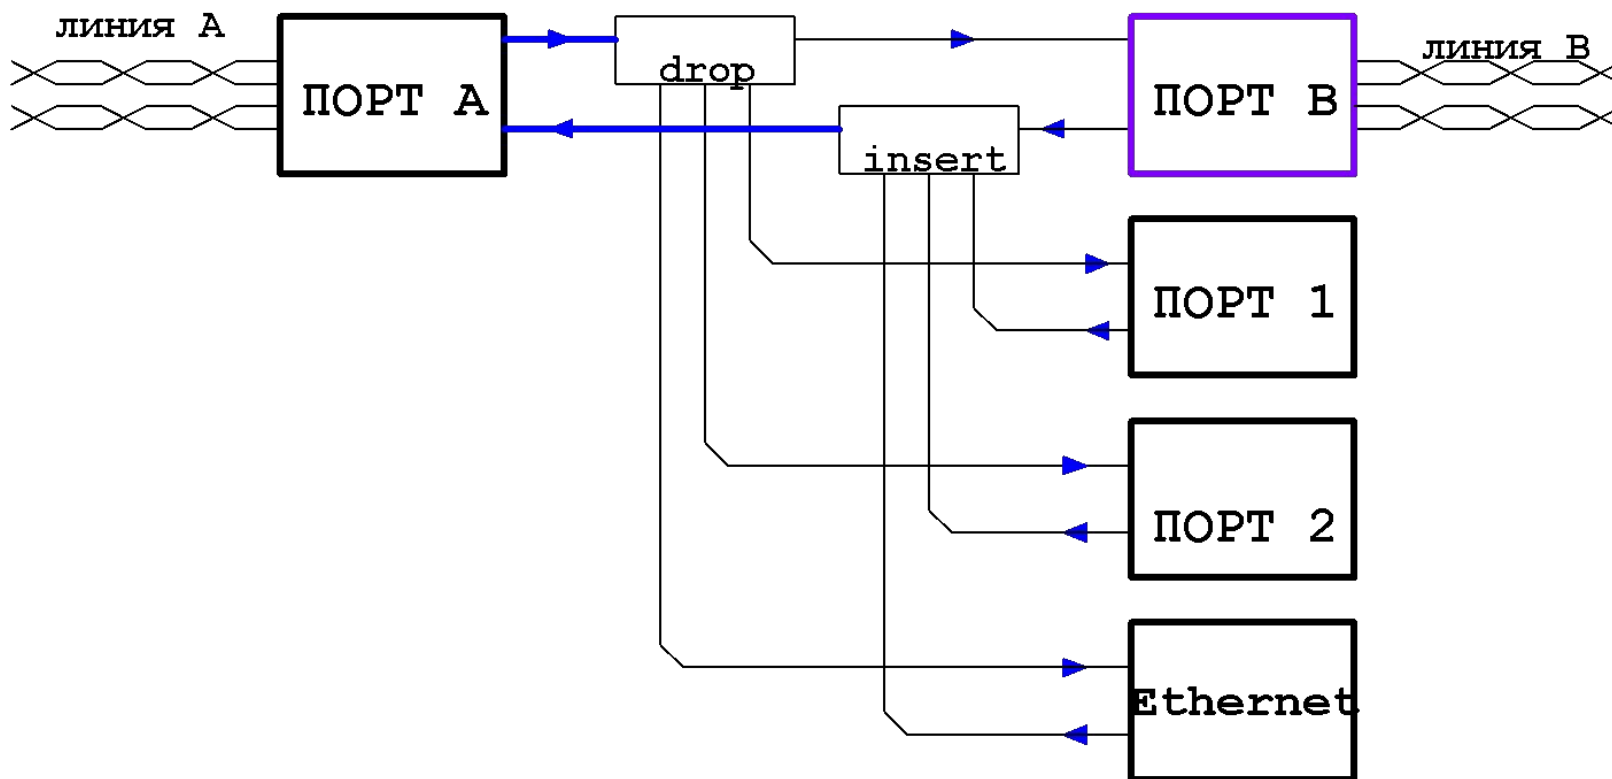 линия А
ПОРТ А
drop
ПОРТ В
линия В
insert
ПОРТ 1
ПОРТ 2
Ethernet